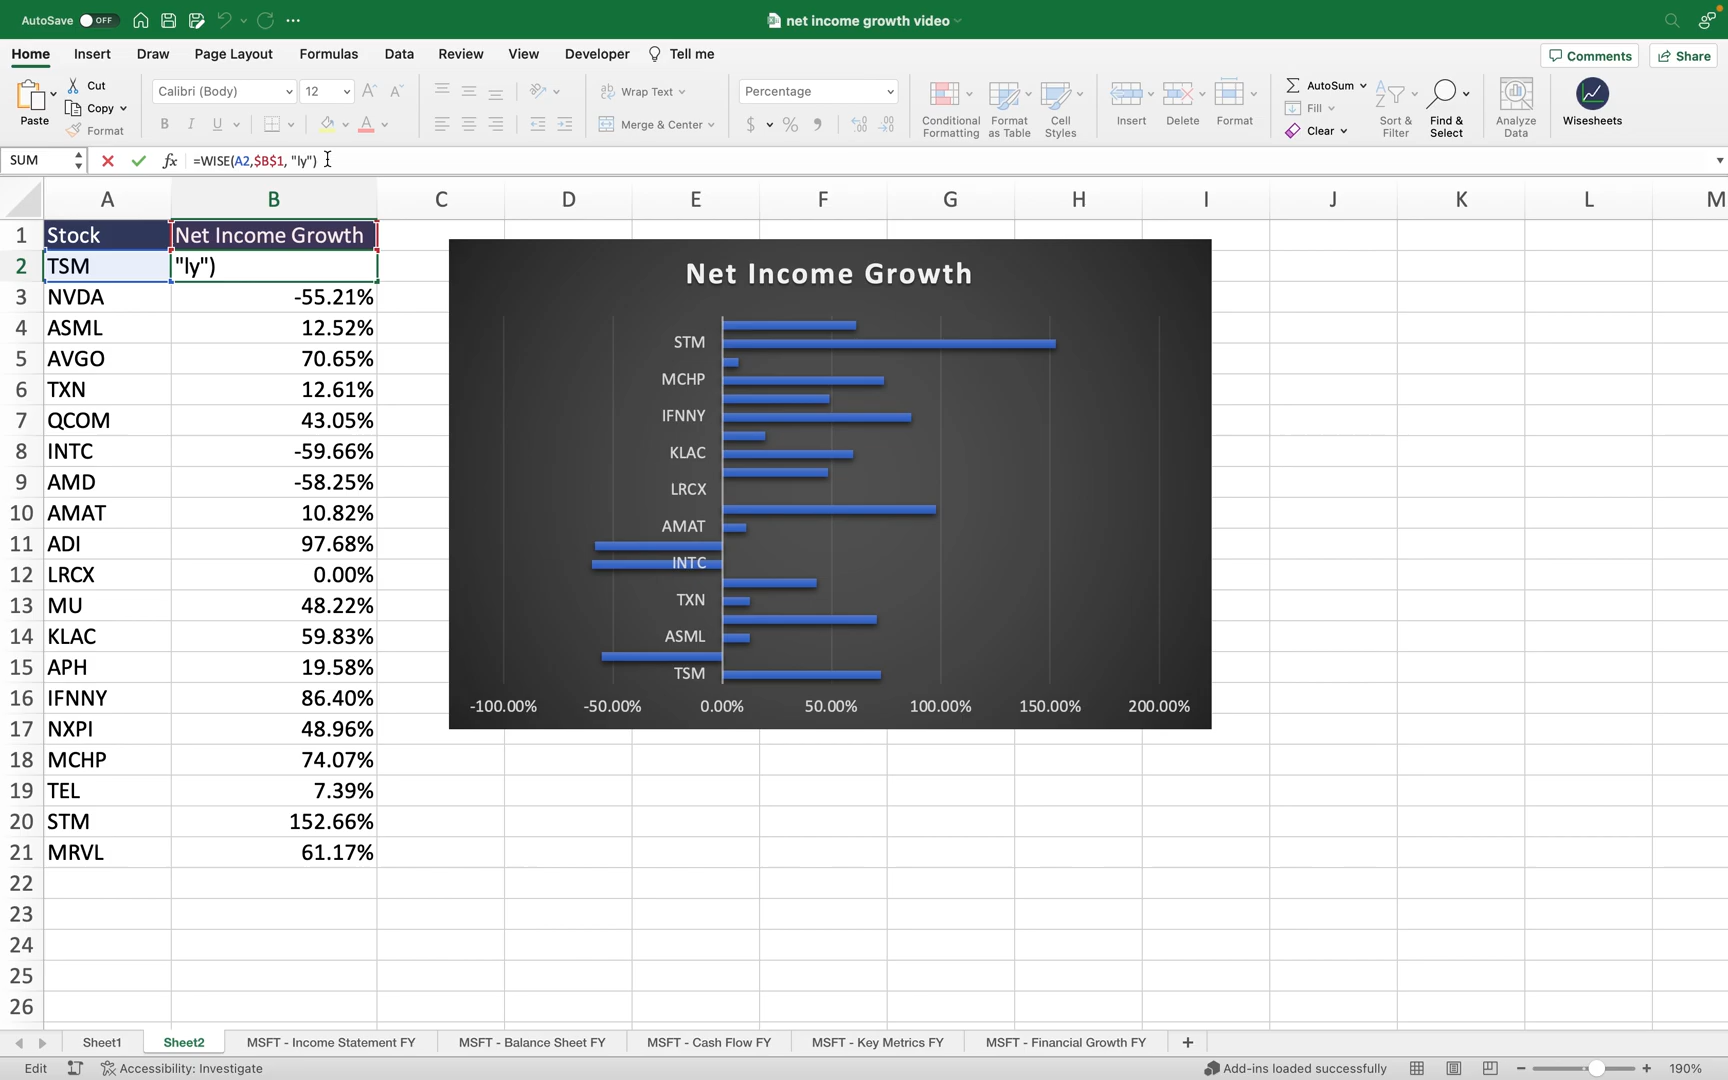 AutoSave OFF
net income growth video
Home Insert Draw Page Layout Formulas Data Review View Developer Tell me
Comments Share
Paste
Cut
Copy
Format
Calibri (Body) 12
B I U
Wrap Text
Merge & Center
Percentage
$ % ,
Conditional Formatting
Format as Table
Cell Styles
Insert
Delete
Format
AutoSum
Fill
Clear
Sort & Filter
Find & Select
Analyze Data
Wisesheets
SUM fx =WISE(A2,$B$1, "ly")
A B C D E F G H I J K L M
1 Stock Net Income Growth
2 TSM "ly")
3 NVDA -55.21%
4 ASML 12.52%
5 AVGO 70.65%
6 TXN 12.61%
7 QCOM 43.05%
8 INTC -59.66%
9 AMD -58.25%
10 AMAT 10.82%
11 ADI 97.68%
12 LRCX 0.00%
13 MU 48.22%
14 KLAC 59.83%
15 APH 19.58%
16 IFNNY 86.40%
17 NXPI 48.96%
18 MCHP 74.07%
19 TEL 7.39%
20 STM 152.66%
21 MRVL 61.17%
22
23
24
25
26
Net Income Growth
STM
MCHP
IFNNY
KLAC
LRCX
AMAT
INTC
TXN
ASML
TSM
-100.00% -50.00% 0.00% 50.00% 100.00% 150.00% 200.00%
Sheet1 Sheet2 MSFT - Income Statement FY MSFT - Balance Sheet FY MSFT - Cash Flow FY MSFT - Key Metrics FY MSFT - Financial Growth FY
Edit Accessibility: Investigate Add-ins loaded successfully 190%